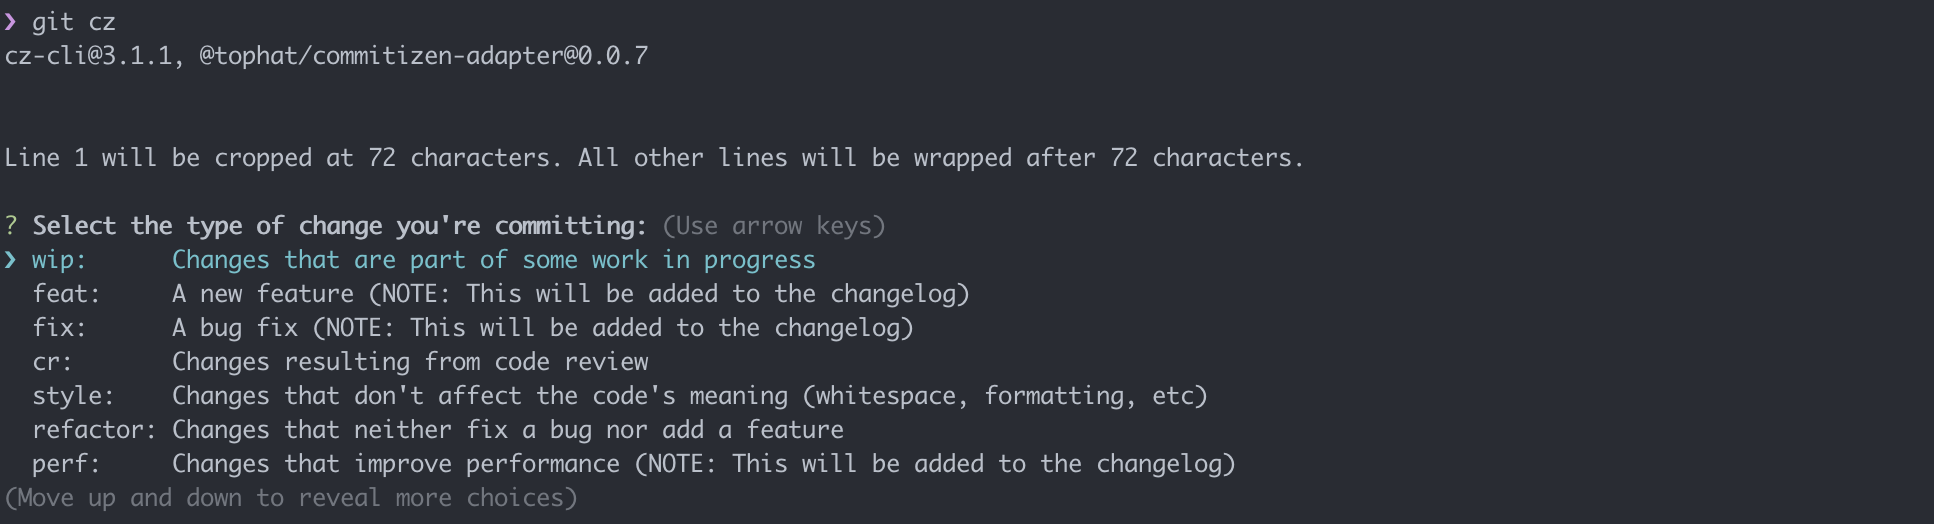 ❯ git cz
cz-cli@3.1.1, @tophat/commitizen-adapter@0.0.7
Line 1 will be cropped at 72 characters. All other lines will be wrapped after 72 characters.
? Select the type of change you're committing: (Use arrow keys)
❯ wip:      Changes that are part of some work in progress
  feat:     A new feature (NOTE: This will be added to the changelog)
  fix:      A bug fix (NOTE: This will be added to the changelog)
  cr:       Changes resulting from code review
  style:    Changes that don't affect the code's meaning (whitespace, formatting, etc)
  refactor: Changes that neither fix a bug nor add a feature
  perf:     Changes that improve performance (NOTE: This will be added to the changelog)
(Move up and down to reveal more choices)